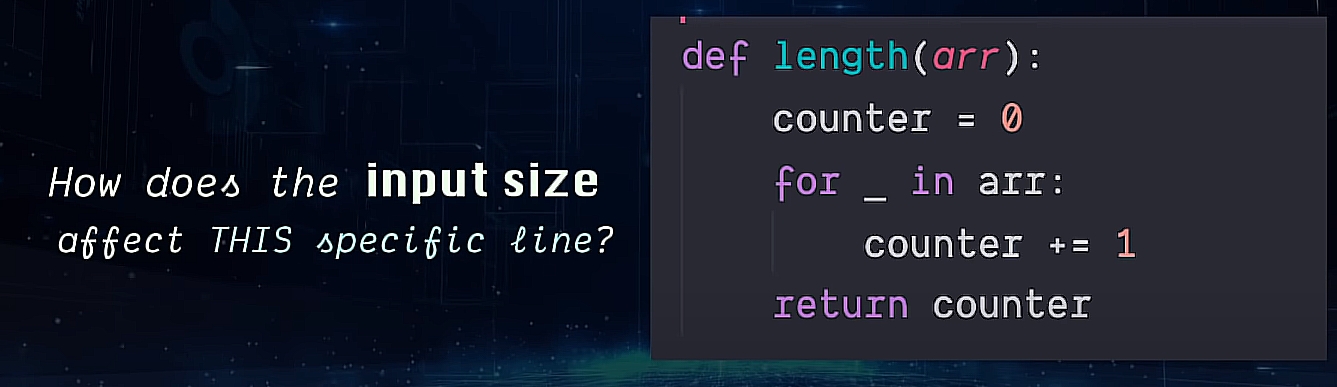 How does the input size
affect THIS specific line?
def length(arr):
counter = 0
for _ in arr:
counter += 1
return counter